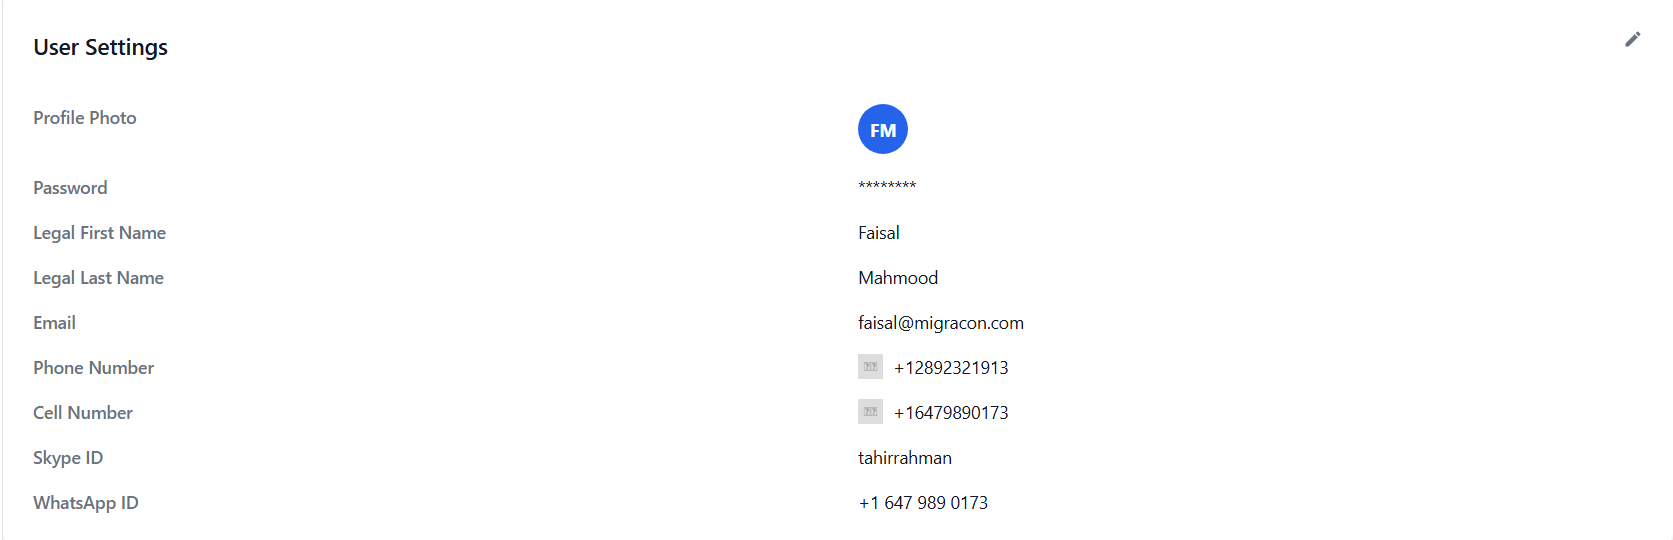 User Settings
Profile Photo FM
Password ********
Legal First Name Faisal
Legal Last Name Mahmood
Email faisal@migracon.com
Phone Number +12892321913
Cell Number +16479890173
Skype ID tahirrahman
WhatsApp ID +1 647 989 0173